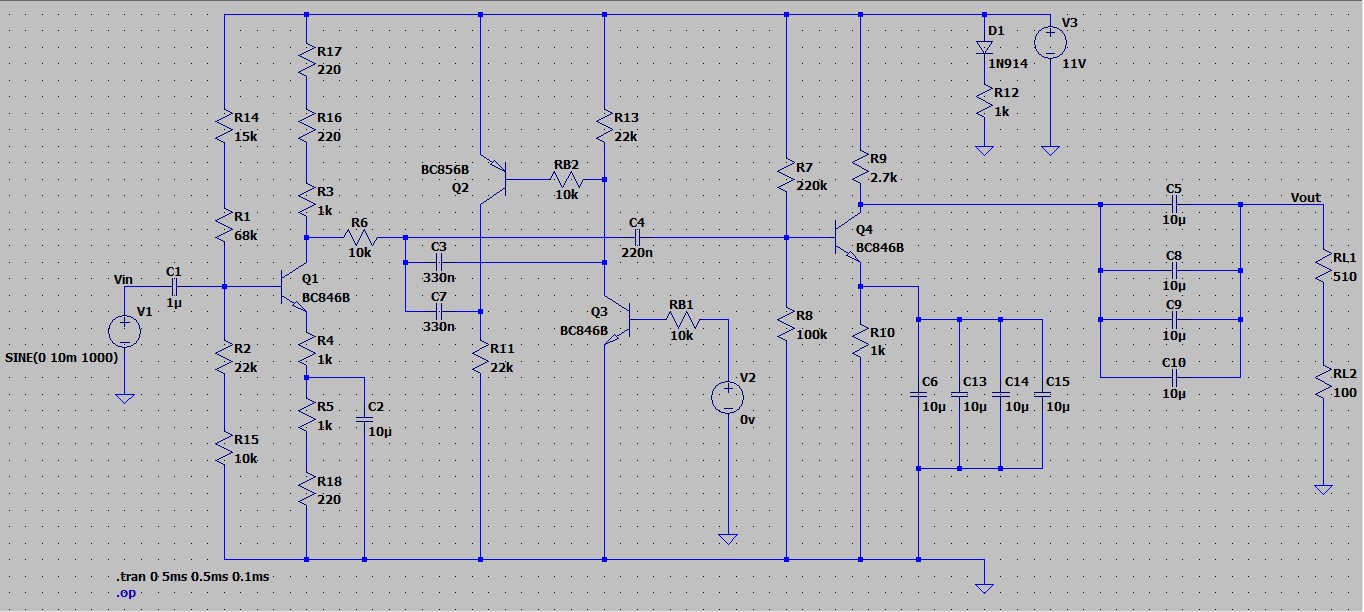 V3
11V
D1
1N914
R12
1k
R17
220
R14
15k
R16
220
R13
22k
BC856B
Q2
RB2
10k
R7
220k
R9
2.7k
R3
1k
R1
68k
R6
10k
C4
220n
Q4
BC846B
C5
10µ
Vout
C3
330n
C8
10µ
RL1
510
Vin
C1
1µ
Q1
BC846B
C7
330n
V1
SINE(0 10m 1000)
Q3
BC846B
RB1
10k
R8
100k
R10
1k
C9
10µ
R2
22k
R4
1k
R11
22k
C10
10µ
V2
0v
C6
10µ
C13
10µ
C14
10µ
C15
10µ
RL2
100
R5
1k
C2
10µ
R15
10k
R18
220
.tran 0 5ms 0.5ms 0.1ms
.op